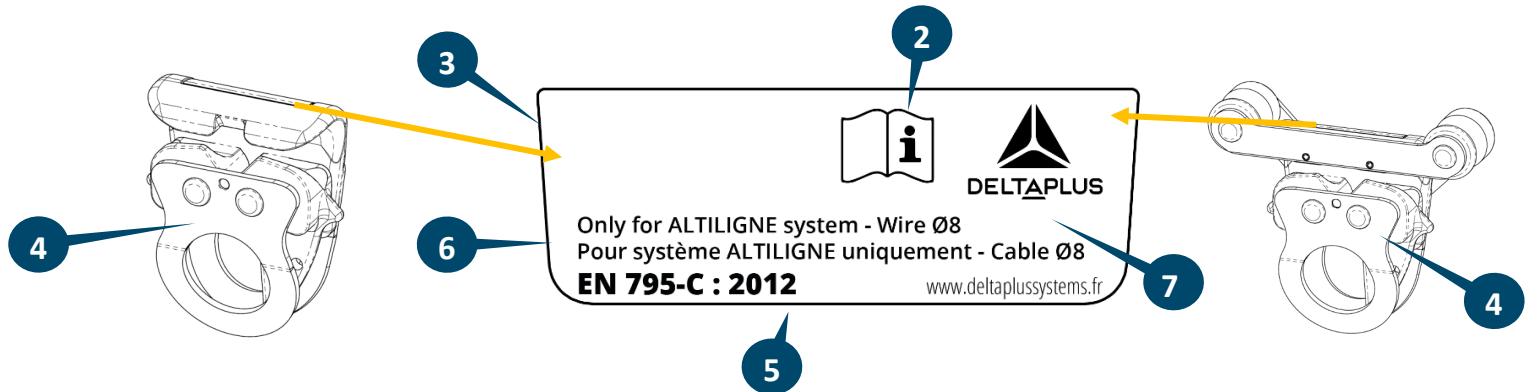 2
3
i
DELTAPLUS
4
Only for ALTILIGNE system - Wire Ø8
6
Pour système ALTILIGNE uniquement - Cable Ø8
EN 795-C : 2012
www.deltaplussystems.fr
7
4
5